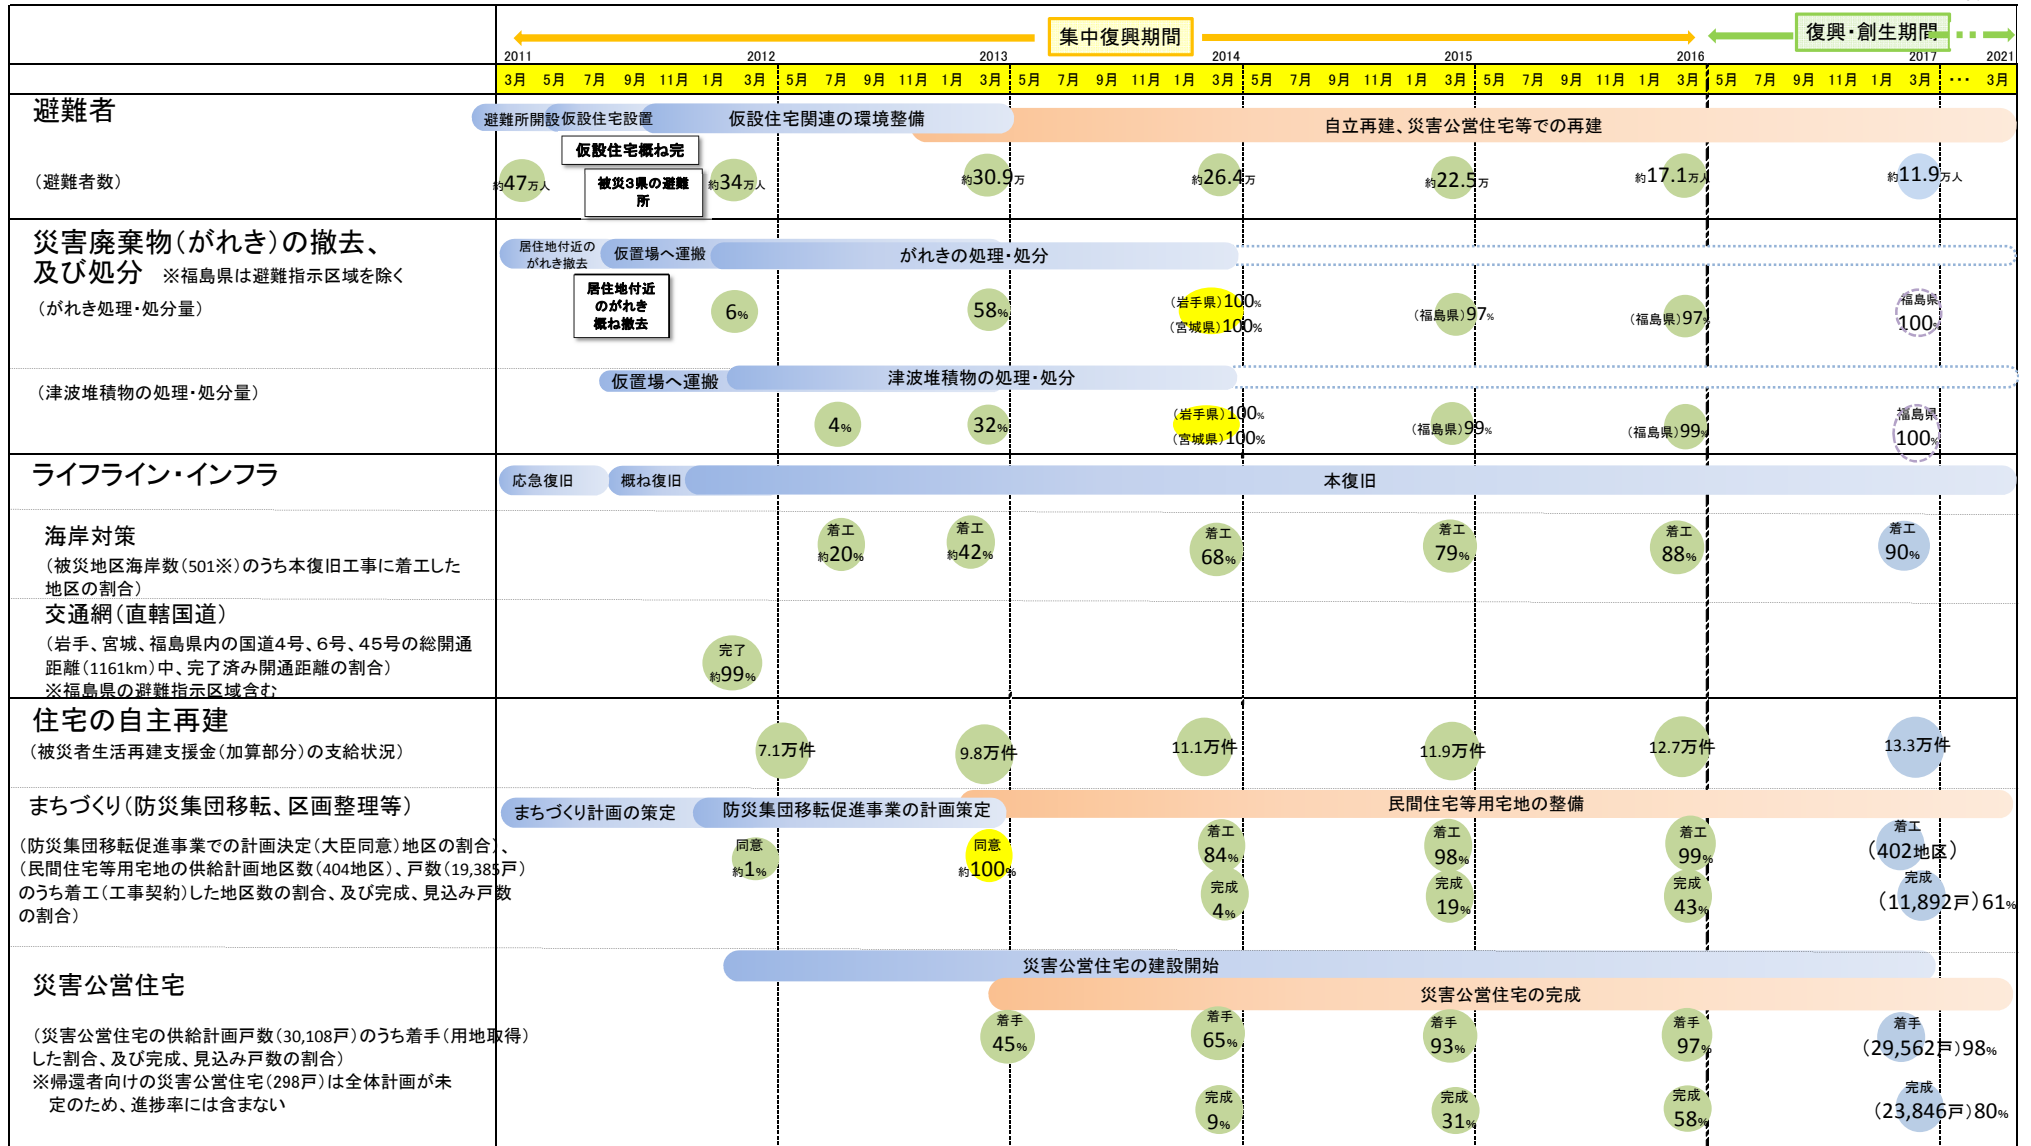 集中復興期間
復興・創生期間
2011 2012 2013 2014 2015 2016 2017 2021
3月 5月 7月 9月 11月 1月 3月 5月 7月 9月 11月 1月 3月 5月 7月 9月 11月 1月 3月 5月 7月 9月 11月 1月 3月 5月 7月 9月 11月 1月 3月 5月 7月 9月 11月 1月 3月 … 3月
避難者
避難所開設 仮設住宅設置 仮設住宅関連の環境整備
自立再建、災害公営住宅等での再建
仮設住宅概ね完
被災3県の避難
所
(避難者数)
約47万人 約34万人 約30.9万 約26.4万 約22.5万 約17.1万人 約11.9万人
災害廃棄物(がれき)の撤去、
及び処分 ※福島県は避難指示区域を除く
居住地付近の
がれき撤去
仮置場へ運搬 がれきの処理・処分
居住地付近
のがれき
概ね撤去
(がれき処理・処分量)
6% 58% (岩手県)100%
(宮城県)100%
(福島県)97% (福島県)97% 福島県
100%
仮置場へ運搬 津波堆積物の処理・処分
(津波堆積物の処理・処分量)
4% 32% (岩手県)100%
(宮城県)100%
(福島県)99% (福島県)99% 福島県
100%
ライフライン・インフラ
応急復旧 概ね復旧 本復旧
海岸対策
(被災地区海岸数(501※)のうち本復旧工事に着工した
地区の割合)
着工 着工 着工 着工 着工 着工
約20% 約42% 68% 79% 88% 90%
交通網(直轄国道)
(岩手、宮城、福島県内の国道4号、6号、45号の総開通
距離(1161km)中、完了済み開通距離の割合)
※福島県の避難指示区域含む
完了
約99%
住宅の自主再建
(被災者生活再建支援金(加算部分)の支給状況)
7.1万件 9.8万件 11.1万件 11.9万件 12.7万件 13.3万件
まちづくり(防災集団移転、区画整理等)
まちづくり計画の策定 防災集団移転促進事業の計画策定 民間住宅等用宅地の整備
(防災集団移転促進事業での計画決定(大臣同意)地区の割合)、
(民間住宅等用宅地の供給計画地区数(404地区)、戸数(19,385戸)
のうち着工(工事契約)した地区数の割合、及び完成、見込み戸数
の割合)
同意 同意 着工 着工 着工 着工
約1% 約100% 84% 98% 99% (402地区)
完成 完成 完成 完成
4% 19% 43% (11,892戸)61%
災害公営住宅の建設開始
災害公営住宅
災害公営住宅の完成
(災害公営住宅の供給計画戸数(30,108戸)のうち着手(用地取得)
した割合、及び完成、見込み戸数の割合)
※帰還者向けの災害公営住宅(298戸)は全体計画が未
定のため、進捗率には含まない
着手 着手 着手 着手 着手
45% 65% 93% 97% (29,562戸)98%
完成 完成 完成 完成
9% 31% 58% (23,846戸)80%